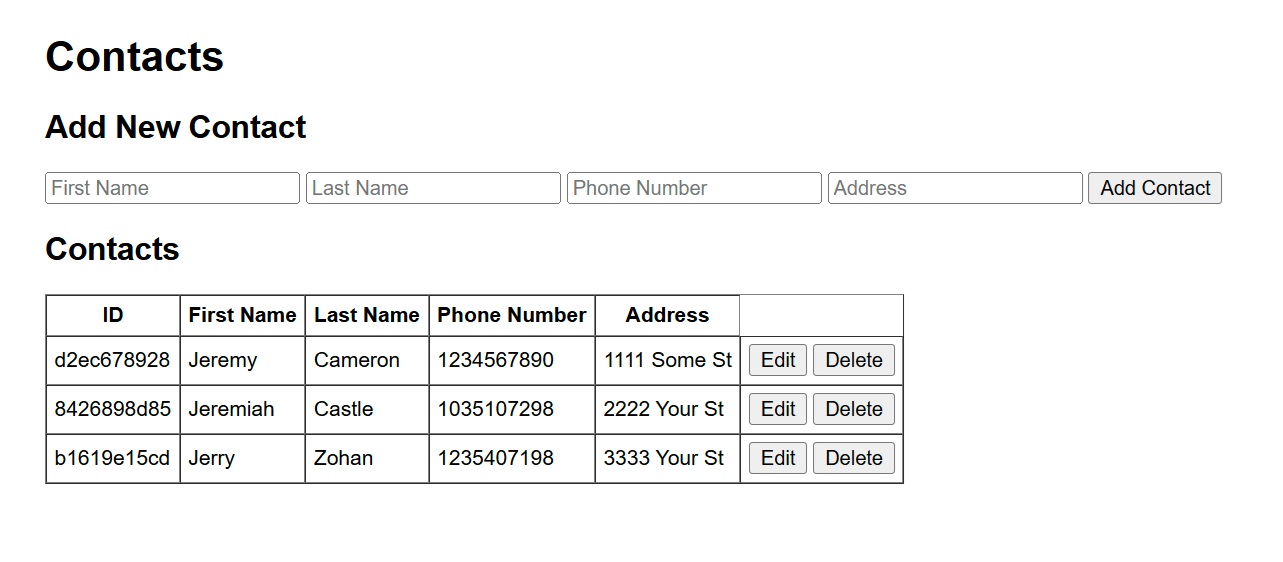 Contacts
Add New Contact
First Name Last Name Phone Number Address Add Contact
Contacts
ID First Name Last Name Phone Number Address
d2ec678928 Jeremy Cameron 1234567890 1111 Some St Edit Delete
8426898d85 Jeremiah Castle 1035107298 2222 Your St Edit Delete
b1619e15cd Jerry Zohan 1235407198 3333 Your St Edit Delete